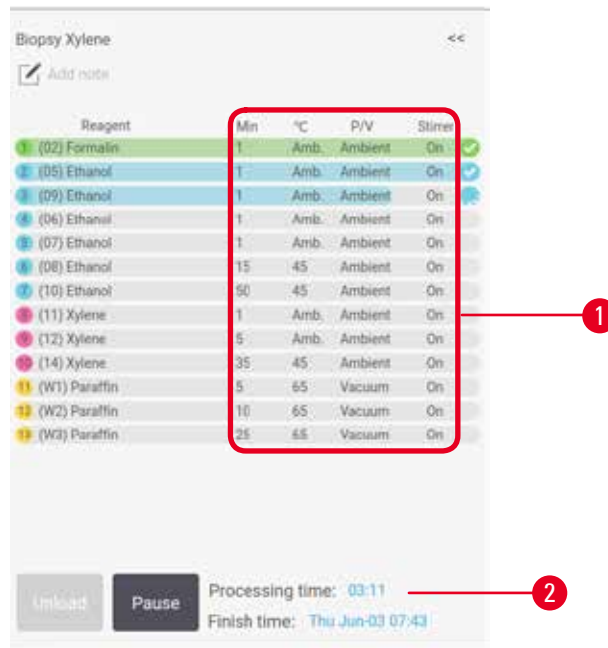 Biopsy Xylene <<
Add note
Reagent Min °C P/V Stirrer
1 (02) Formalin 1 Amb. Ambient On
2 (05) Ethanol 1 Amb. Ambient On
3 (09) Ethanol 1 Amb. Ambient On
4 (06) Ethanol 1 Amb. Ambient On
5 (07) Ethanol 1 Amb. Ambient On
6 (08) Ethanol 15 45 Ambient On
7 (10) Ethanol 50 45 Ambient On
8 (11) Xylene 1 Amb. Ambient On
9 (12) Xylene 5 Amb. Ambient On
10 (14) Xylene 35 45 Ambient On
11 (W1) Paraffin 5 65 Vacuum On
12 (W2) Paraffin 10 65 Vacuum On
13 (W3) Paraffin 25 65 Vacuum On
1
Unload Pause Processing time: 03:11
2
Finish time: Thu Jun-03 07:43